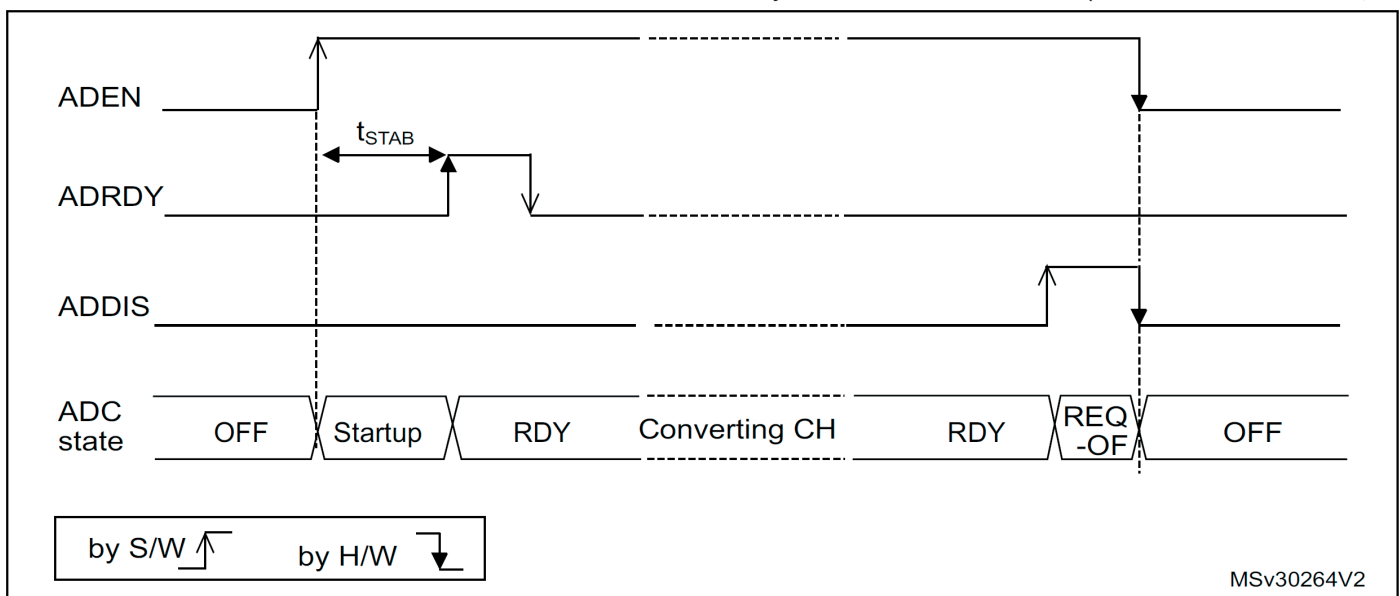 ADEN
tSTAB
ADRDY
ADDIS
ADC
state
OFF
Startup
RDY
Converting CH
RDY
REQ
-OF
OFF
by S/W
by H/W
MSv30264V2